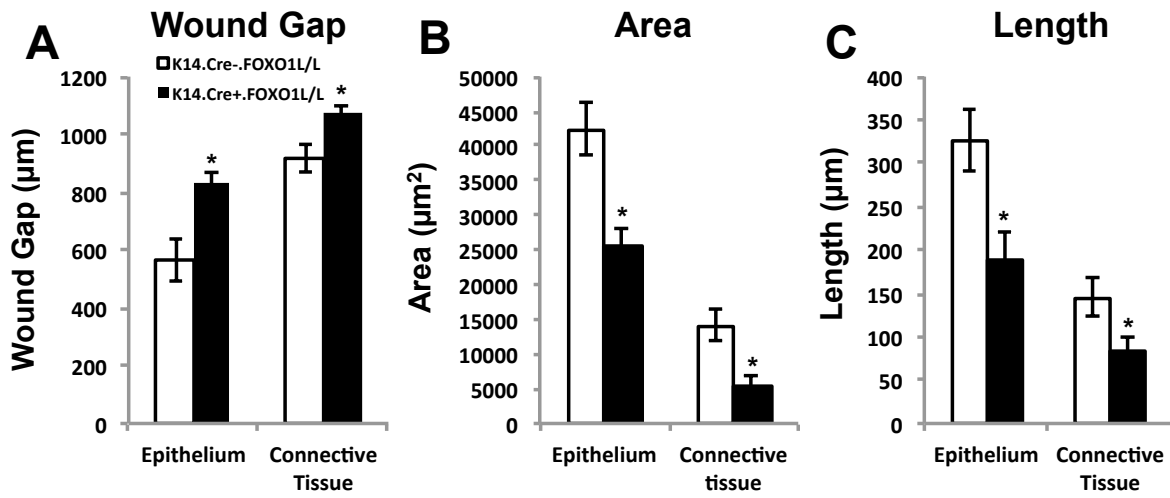 A
Wound Gap
K14.Cre-.FOXO1L/L
K14.Cre+.FOXO1L/L
Wound Gap (µm)
1200
1000
800
600
400
200
0
*
*
Epithelium
Connective
Tissue
B
Area
Area (µm²)
50000
45000
40000
35000
30000
25000
20000
15000
10000
5000
0
*
*
Epithelium
Connective
tissue
C
Length
Length (µm)
400
350
300
250
200
150
100
50
0
*
*
Epithelium
Connective
Tissue